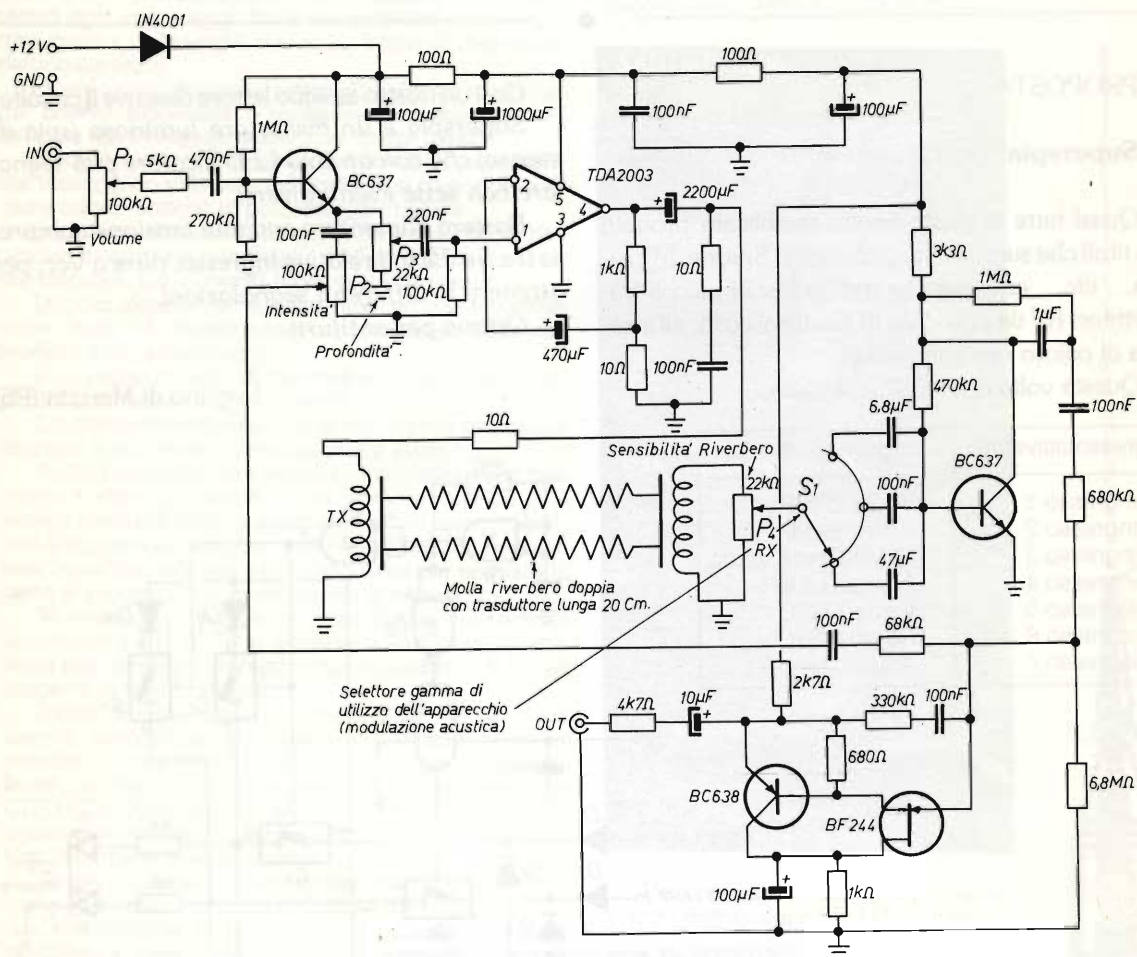 IN4001
+12V
GND
100Ω
100Ω
1MΩ
100µF
1000µF
100nF
100µF
IN
P1
5kΩ
470nF
BC637
TDA2003
2
5
4
3
1
2200µF
100kΩ
Volume
270kΩ
100nF
220nF
P3
22kΩ
100kΩ
P2
100kΩ
Intensita'
Profondita'
1kΩ
10Ω
3k3Ω
1MΩ
1µF
470µF
10Ω
100nF
470kΩ
100nF
6,8µF
10Ω
Sensibilita' Riverbero
22kΩ
S1
100nF
BC637
680kΩ
TX
P4
RX
47µF
Molla riverbero doppia
con trasduttore lunga 20 Cm.
100nF
68kΩ
Selettore gamma di
utilizzo dell'apparecchio
(modulazione acustica)
2k7Ω
OUT
4k7Ω
10µF
330kΩ
100nF
680Ω
BC638
BF244
6,8MΩ
100µF
1kΩ